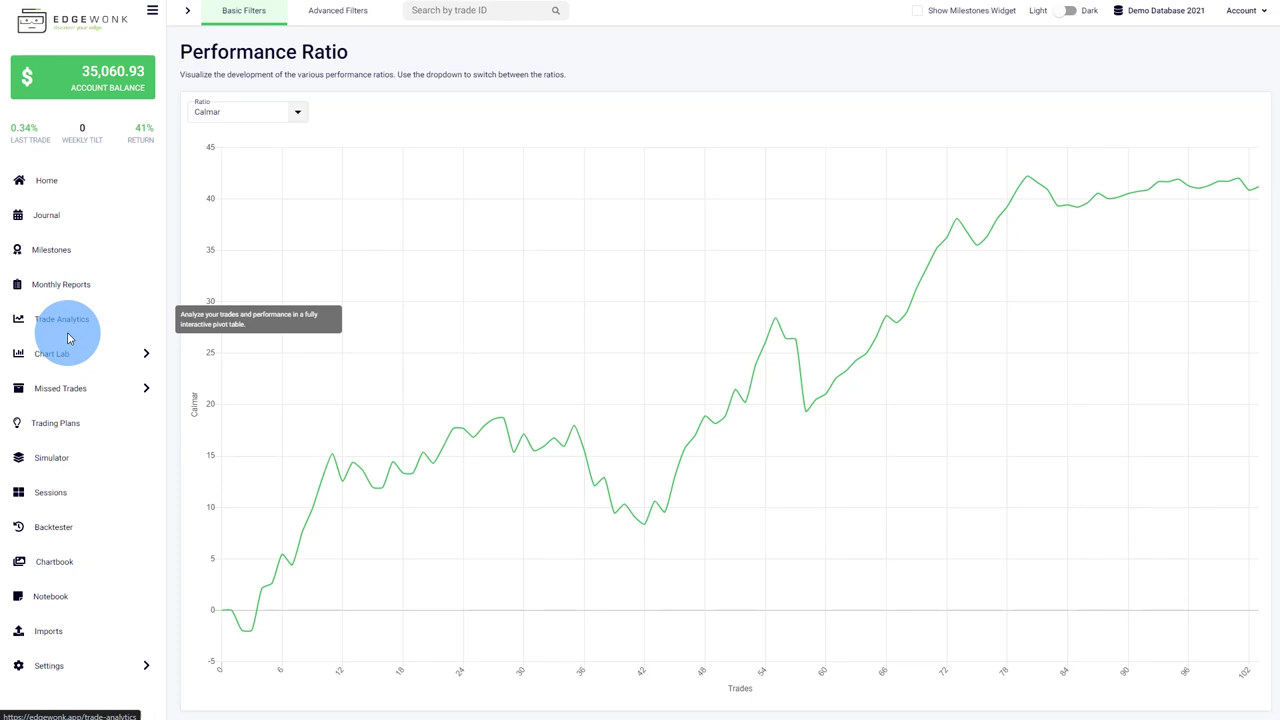 EDGEWONK
discover your edge
Basic Filters
Advanced Filters
Search by trade ID
Show Milestones Widget
Light
Dark
Demo Database 2021
Account
$
35,060.93
ACCOUNT BALANCE
0.34%
LAST TRADE
0
WEEKLY TILT
41%
RETURN
Home
Journal
Milestones
Monthly Reports
Trade Analytics
Chart Lab
Missed Trades
Trading Plans
Simulator
Sessions
Backtester
Chartbook
Notebook
Imports
Settings
https://edgewonk.app/trade-analytics
Performance Ratio
Visualize the development of the various performance ratios. Use the dropdown to switch between the ratios.
Ratio
Calmar
Analyze your trades and performance in a fully
interactive pivot table.
45
40
35
30
25
20
15
10
5
0
-5
Calmar
0 6 12 18 24 30 36 42 48 54 60 66 72 78 84 90 96 102
Trades